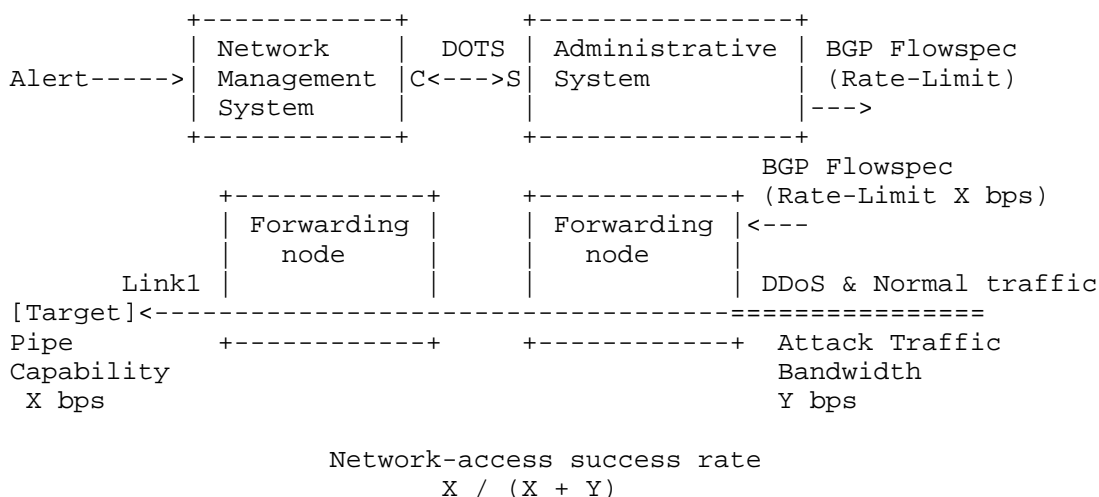 +------------+       +----------------+
             | Network    |  DOTS | Administrative | BGP Flowspec
Alert----->| Management |C<--->S| System         | (Rate-Limit)
             | System     |       |                |--->
             +------------+       +----------------+
                                                 BGP Flowspec
               +------------+     +------------+ (Rate-Limit X bps)
               | Forwarding |     | Forwarding |<---
               |   node     |     |   node     |
       Link1 |            |     |            | DDoS & Normal traffic
[Target]<------------------------------------================
Pipe           +------------+     +------------+  Attack Traffic
Capability                                        Bandwidth
 X bps                                            Y bps
                    Network-access success rate
                           X / (X + Y)